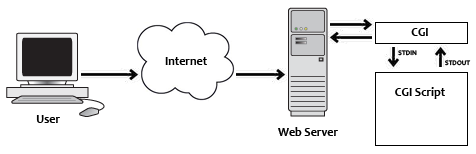 User
Internet
Web Server
CGI
STDIN
STDOUT
CGI Script